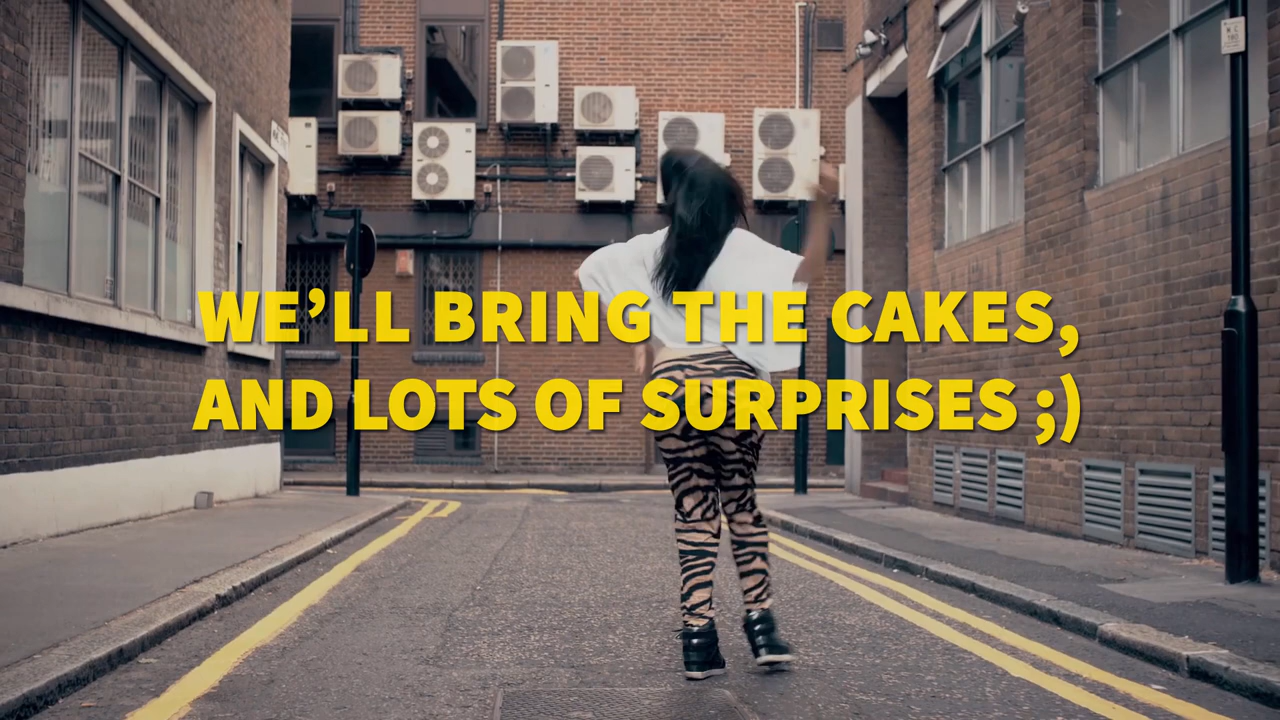 WE’LL BRING THE CAKES,
AND LOTS OF SURPRISES ;)